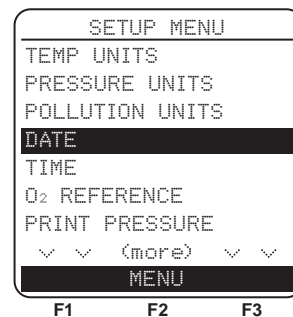 SETUP MENU
TEMP UNITS
PRESSURE UNITS
POLLUTION UNITS
DATE
TIME
O₂ REFERENCE
PRINT PRESSURE
(more)
MENU
F1 F2 F3